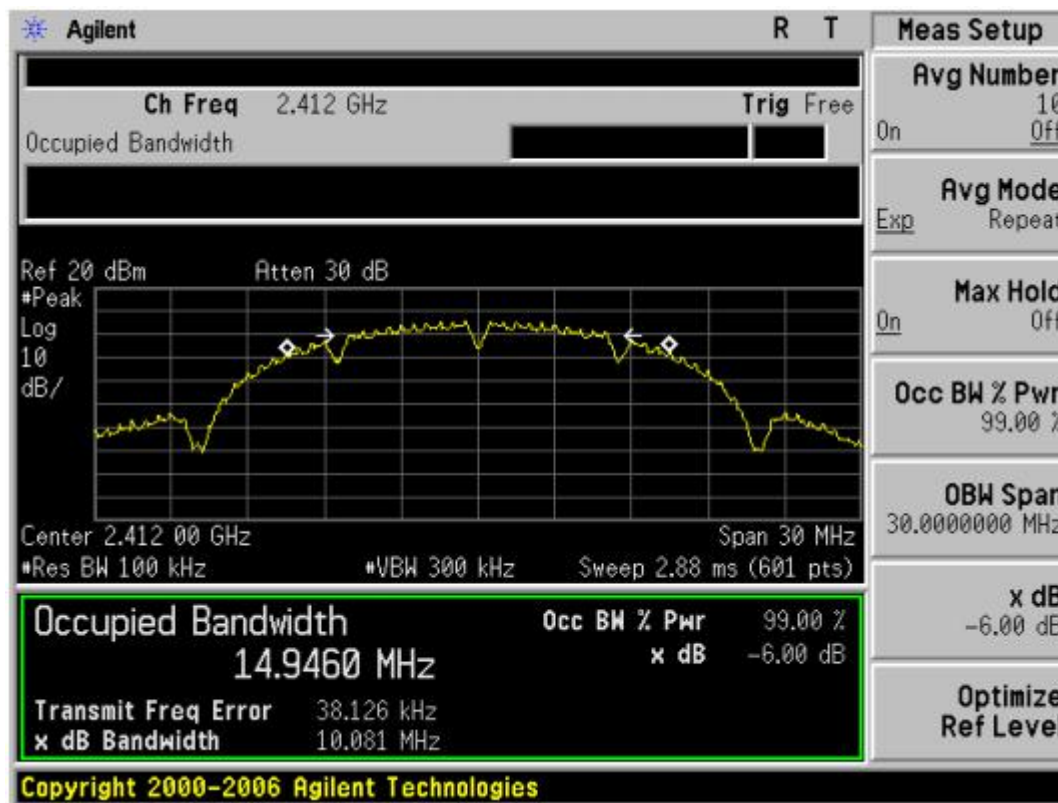 Agilent R T
Ch Freq 2.412 GHz Trig Free
Occupied Bandwidth
Ref 20 dBm Atten 30 dB
#Peak
Log
10
dB/
Center 2.412 00 GHz Span 30 MHz
#Res BW 100 kHz #VBW 300 kHz Sweep 2.88 ms (601 pts)
Occupied Bandwidth Occ BW % Pwr 99.00 %
14.9460 MHz x dB -6.00 dB
Transmit Freq Error 38.126 kHz
x dB Bandwidth 10.081 MHz
Copyright 2000-2006 Agilent Technologies
Meas Setup
Avg Number
10
On Off
Avg Mode
Exp Repeat
Max Hold
On Off
Occ BW % Pwr
99.00 %
OBW Span
30.0000000 MHz
x dB
-6.00 dB
Optimize
Ref Level